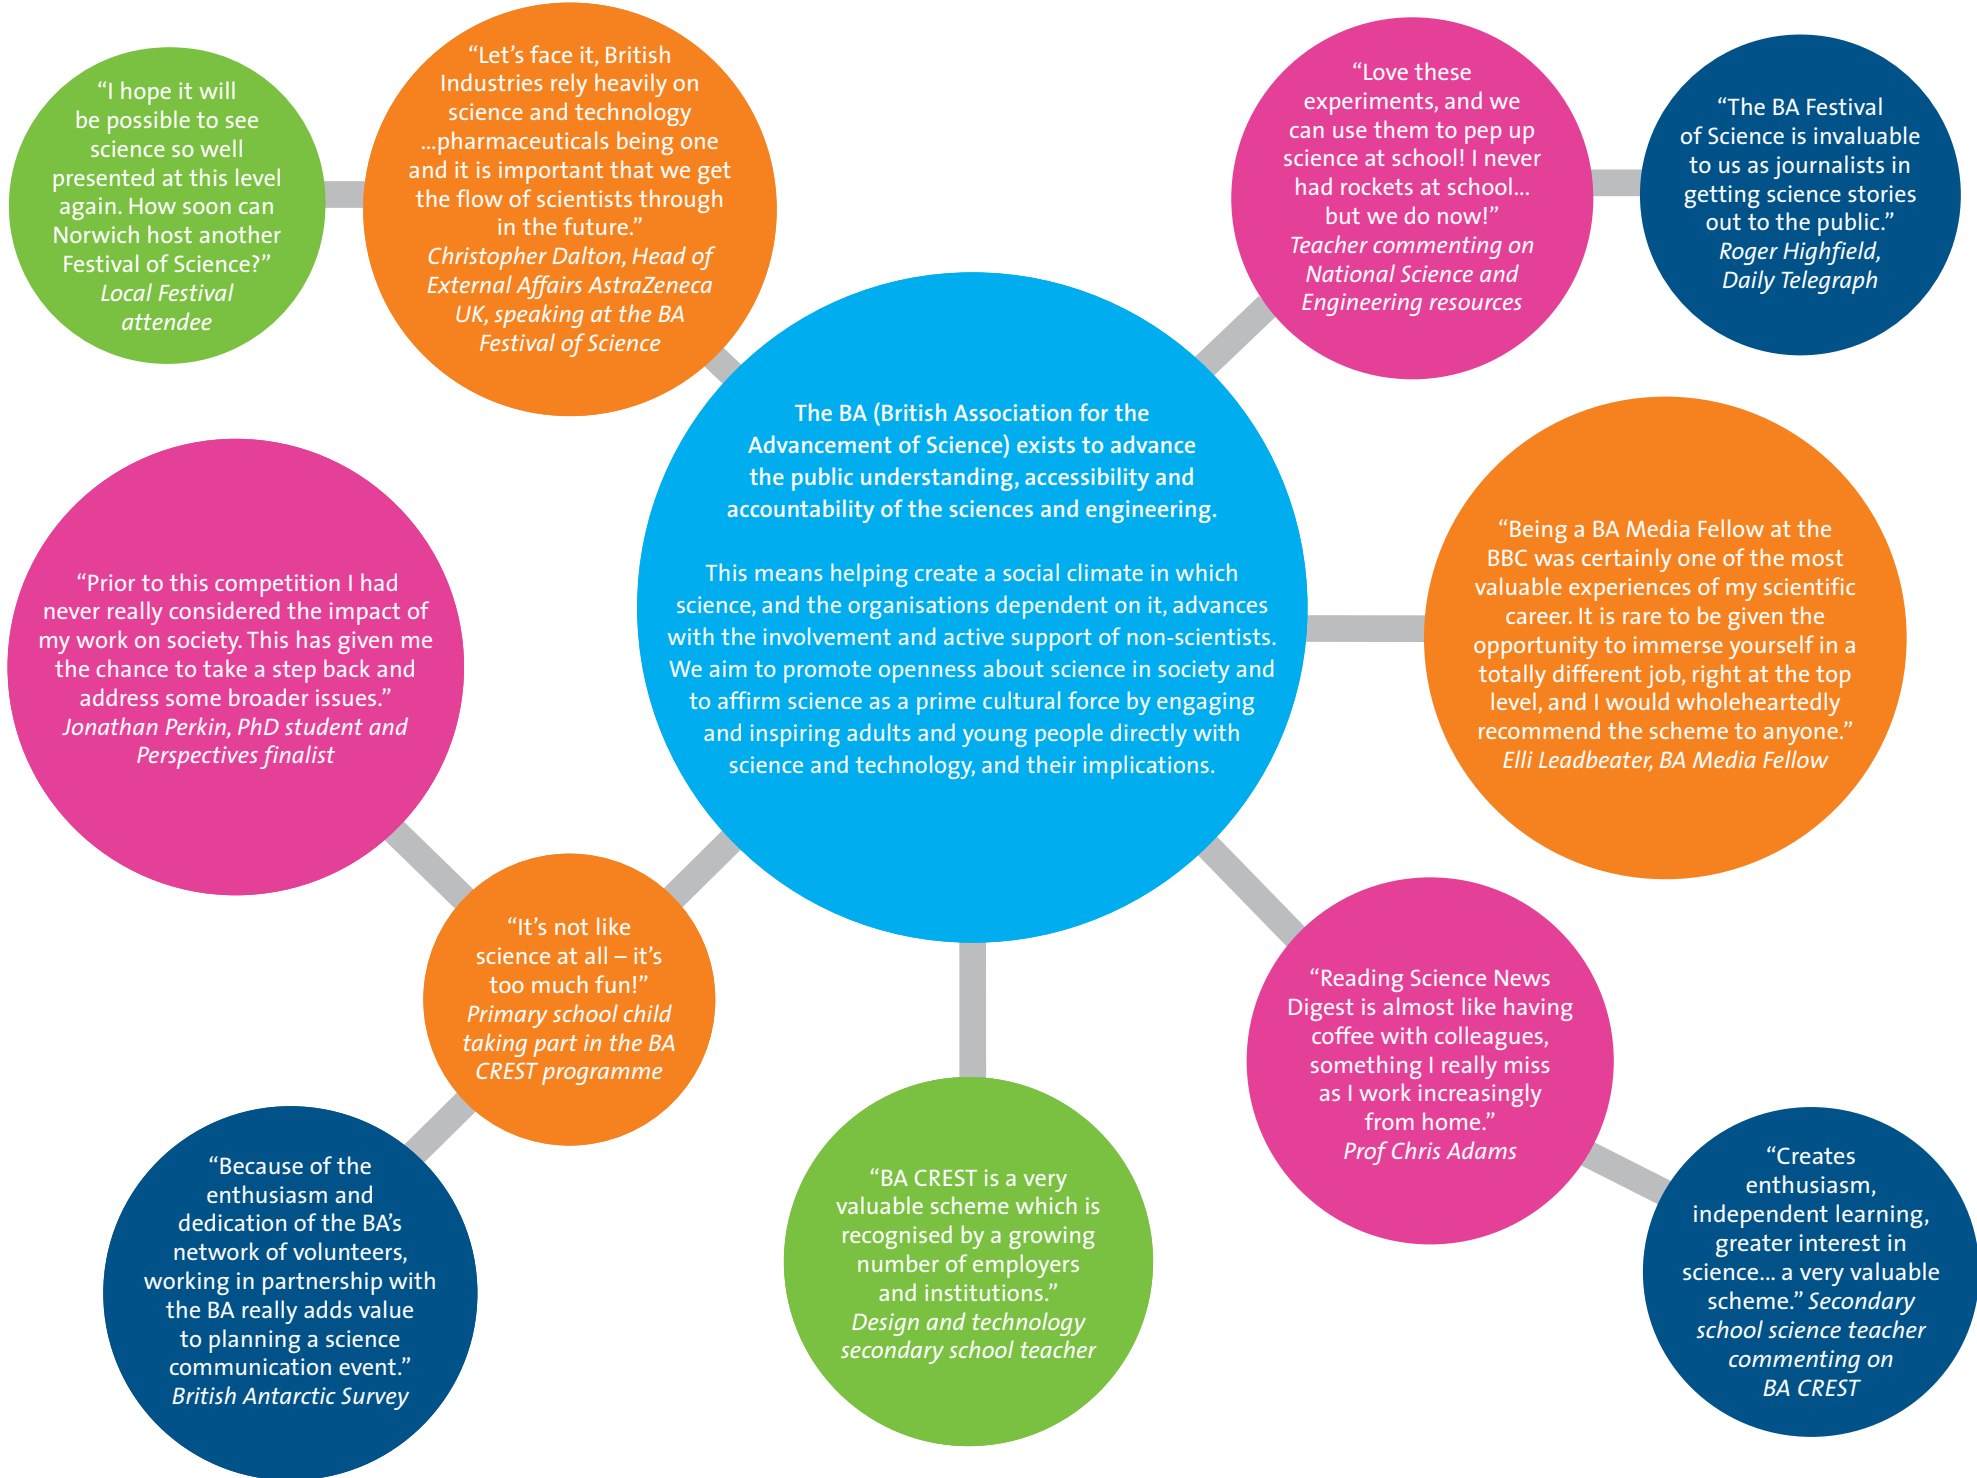 “I hope it will
be possible to see
science so well
presented at this level
again. How soon can
Norwich host another
Festival of Science?”
Local Festival
attendee
“Let’s face it, British
Industries rely heavily on
science and technology
...pharmaceuticals being one
and it is important that we get
the flow of scientists through
in the future.”
Christopher Dalton, Head of
External Affairs AstraZeneca
UK, speaking at the BA
Festival of Science
“Love these
experiments, and we
can use them to pep up
science at school! I never
had rockets at school...
but we do now!”
Teacher commenting on
National Science and
Engineering resources
“The BA Festival
of Science is invaluable
to us as journalists in
getting science stories
out to the public.”
Roger Highfield,
Daily Telegraph
The BA (British Association for the
Advancement of Science) exists to advance
the public understanding, accessibility and
accountability of the sciences and engineering.
This means helping create a social climate in which
science, and the organisations dependent on it, advances
with the involvement and active support of non-scientists.
We aim to promote openness about science in society and
to affirm science as a prime cultural force by engaging
and inspiring adults and young people directly with
science and technology, and their implications.
“Prior to this competition I had
never really considered the impact of
my work on society. This has given me
the chance to take a step back and
address some broader issues.”
Jonathan Perkin, PhD student and
Perspectives finalist
“Being a BA Media Fellow at the
BBC was certainly one of the most
valuable experiences of my scientific
career. It is rare to be given the
opportunity to immerse yourself in a
totally different job, right at the top
level, and I would wholeheartedly
recommend the scheme to anyone.”
Elli Leadbeater, BA Media Fellow
“It’s not like
science at all – it’s
too much fun!”
Primary school child
taking part in the BA
CREST programme
“Reading Science News
Digest is almost like having
coffee with colleagues,
something I really miss
as I work increasingly
from home.”
Prof Chris Adams
“Because of the
enthusiasm and
dedication of the BA’s
network of volunteers,
working in partnership with
the BA really adds value
to planning a science
communication event.”
British Antarctic Survey
“BA CREST is a very
valuable scheme which is
recognised by a growing
number of employers
and institutions.”
Design and technology
secondary school teacher
“Creates
enthusiasm,
independent learning,
greater interest in
science... a very valuable
scheme.” Secondary
school science teacher
commenting on
BA CREST